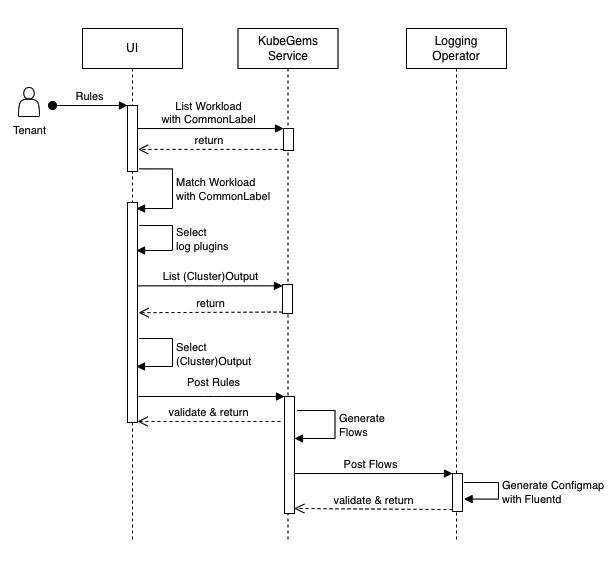 UI
KubeGems
Service
Logging
Operator
Tenant
Rules
List Workload
with CommonLabel
return
Match Workload
with CommonLabel
Select
log plugins
List (Cluster)Output
return
Select
(Cluster)Output
Post Rules
validate & return
Generate
Flows
Post Flows
Generate Configmap
with Fluentd
validate & return